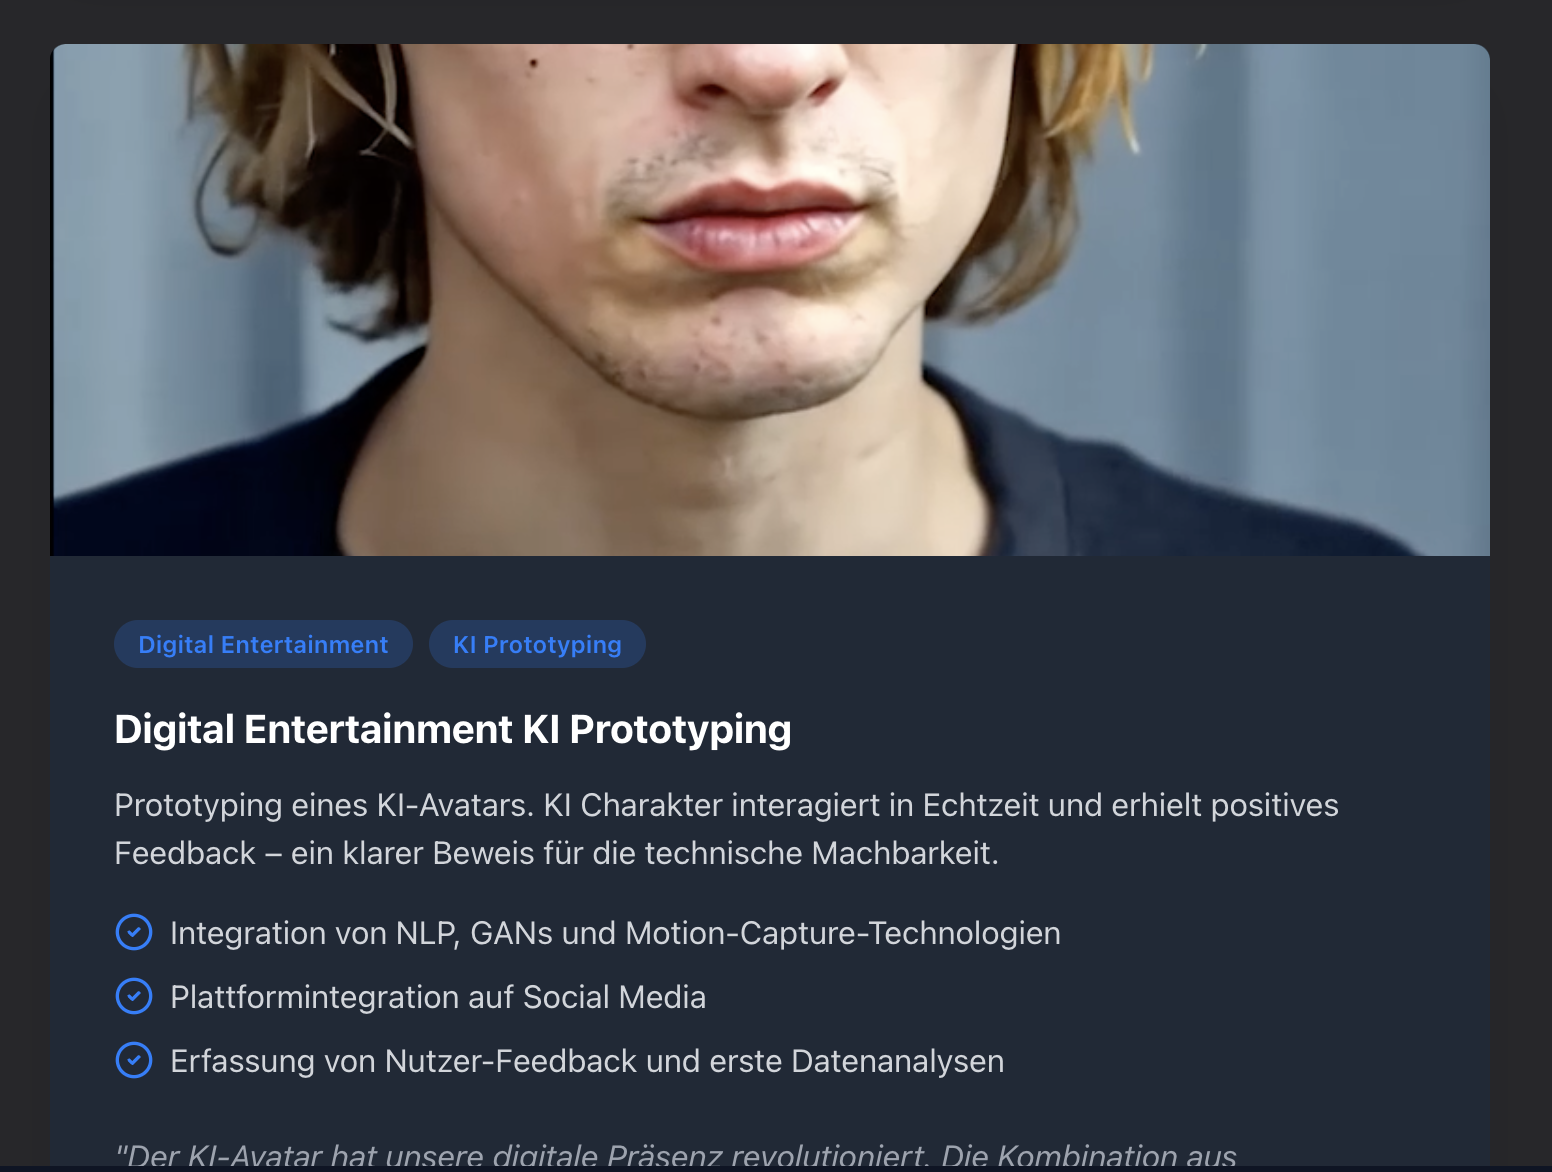 Digital Entertainment
KI Prototyping
Digital Entertainment KI Prototyping
Prototyping eines KI-Avatars. KI Charakter interagiert in Echtzeit und erhielt positives
Feedback – ein klarer Beweis für die technische Machbarkeit.
Integration von NLP, GANs und Motion-Capture-Technologien
Plattformintegration auf Social Media
Erfassung von Nutzer-Feedback und erste Datenanalysen
"Der KI-Avatar hat unsere digitale Präsenz revolutioniert. Die Kombination aus